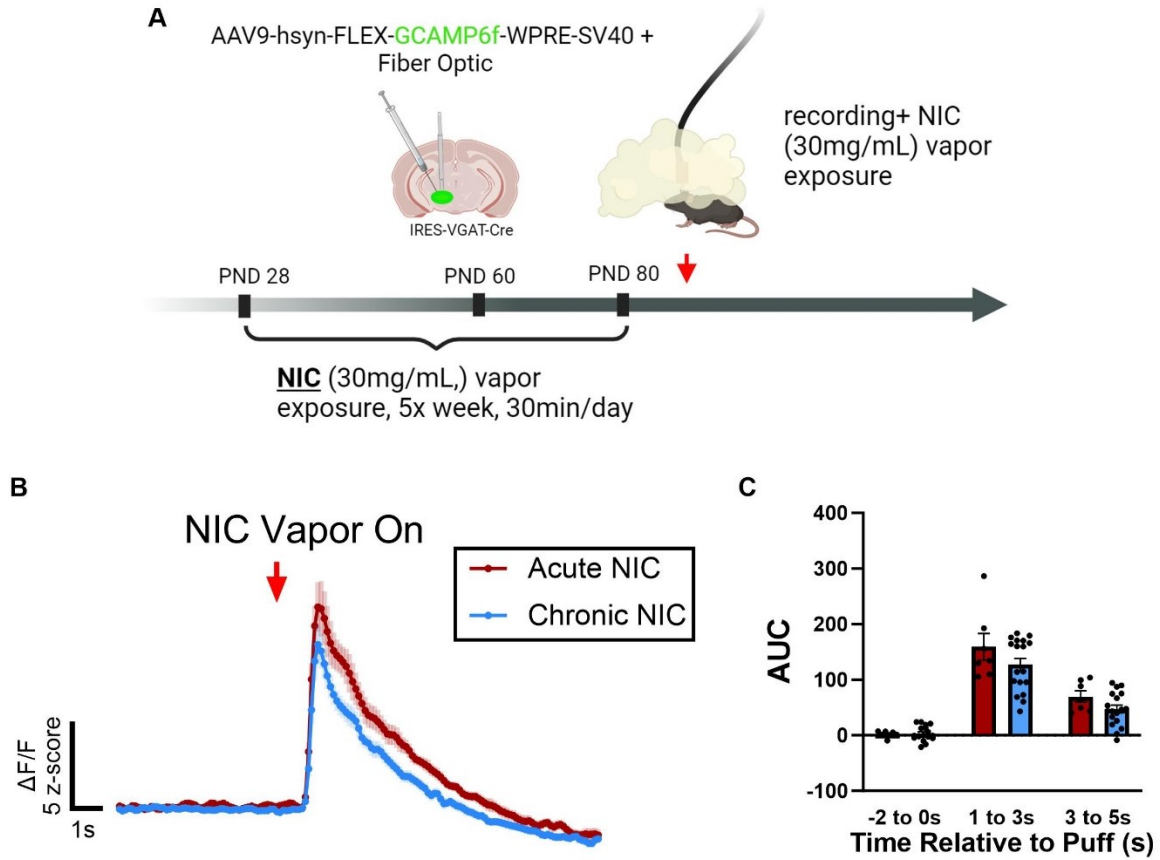 A
AAV9-hsyn-FLEX-GCAMP6f-WPRE-SV40 +
Fiber Optic
recording+ NIC
(30mg/mL) vapor
exposure
IRES-VGAT-Cre
PND 28
PND 60
PND 80
NIC (30mg/mL,) vapor
exposure, 5x week, 30min/day
B
NIC Vapor On
Acute NIC
Chronic NIC
ΔF/F
5 z-score
1s
C
400
300
200
100
0
-100
AUC
-2 to 0s
1 to 3s
3 to 5s
Time Relative to Puff (s)